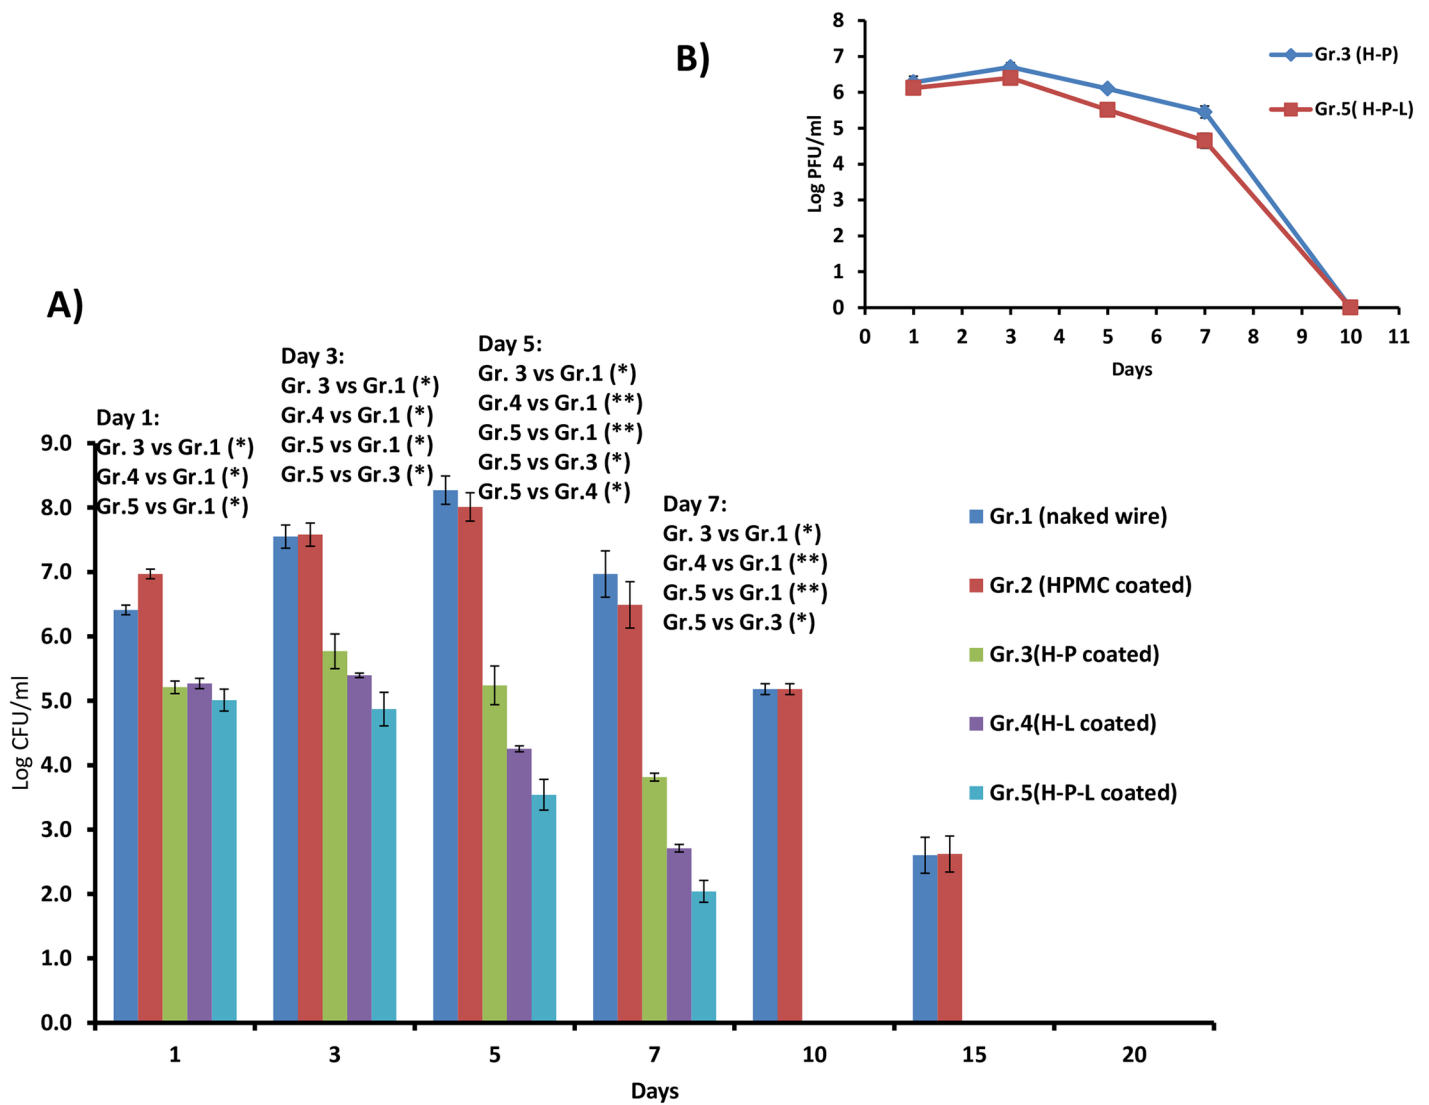 B)
8
7
6
5
4
3
2
1
0
Log PFU/ml
0 1 2 3 4 5 6 7 8 9 10 11
Days
Gr.3 (H-P)
Gr.5( H-P-L)
A)
Day 1:
Gr. 3 vs Gr.1 (*)
Gr.4 vs Gr.1 (*)
Gr.5 vs Gr.1 (*)
Day 3:
Gr. 3 vs Gr.1 (*)
Gr.4 vs Gr.1 (*)
Gr.5 vs Gr.1 (*)
Gr.5 vs Gr.3 (*)
Day 5:
Gr. 3 vs Gr.1 (*)
Gr.4 vs Gr.1 (**)
Gr.5 vs Gr.1 (**)
Gr.5 vs Gr.3 (*)
Gr.5 vs Gr.4 (*)
Day 7:
Gr. 3 vs Gr.1 (*)
Gr.4 vs Gr.1 (**)
Gr.5 vs Gr.1 (**)
Gr.5 vs Gr.3 (*)
9.0
8.0
7.0
6.0
5.0
4.0
3.0
2.0
1.0
0.0
Log CFU/ml
1 3 5 7 10 15 20
Days
Gr.1 (naked wire)
Gr.2 (HPMC coated)
Gr.3(H-P coated)
Gr.4(H-L coated)
Gr.5(H-P-L coated)